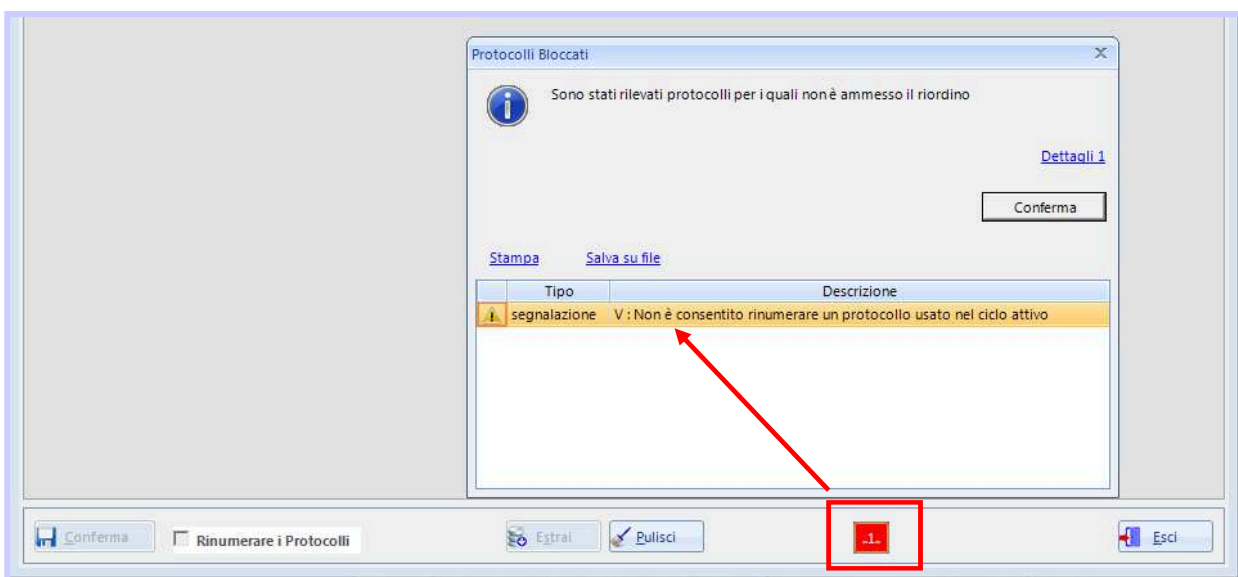 Protocolli Bloccati
Sono stati rilevati protocolli per i quali non è ammesso il riordino
Dettagli 1
Conferma
Stampa Salva su file
Tipo Descrizione
segnalazione V : Non è consentito rinumerare un protocollo usato nel ciclo attivo
Conferma Rinumerare i Protocolli Estrai Pulisci ..1.. Esci